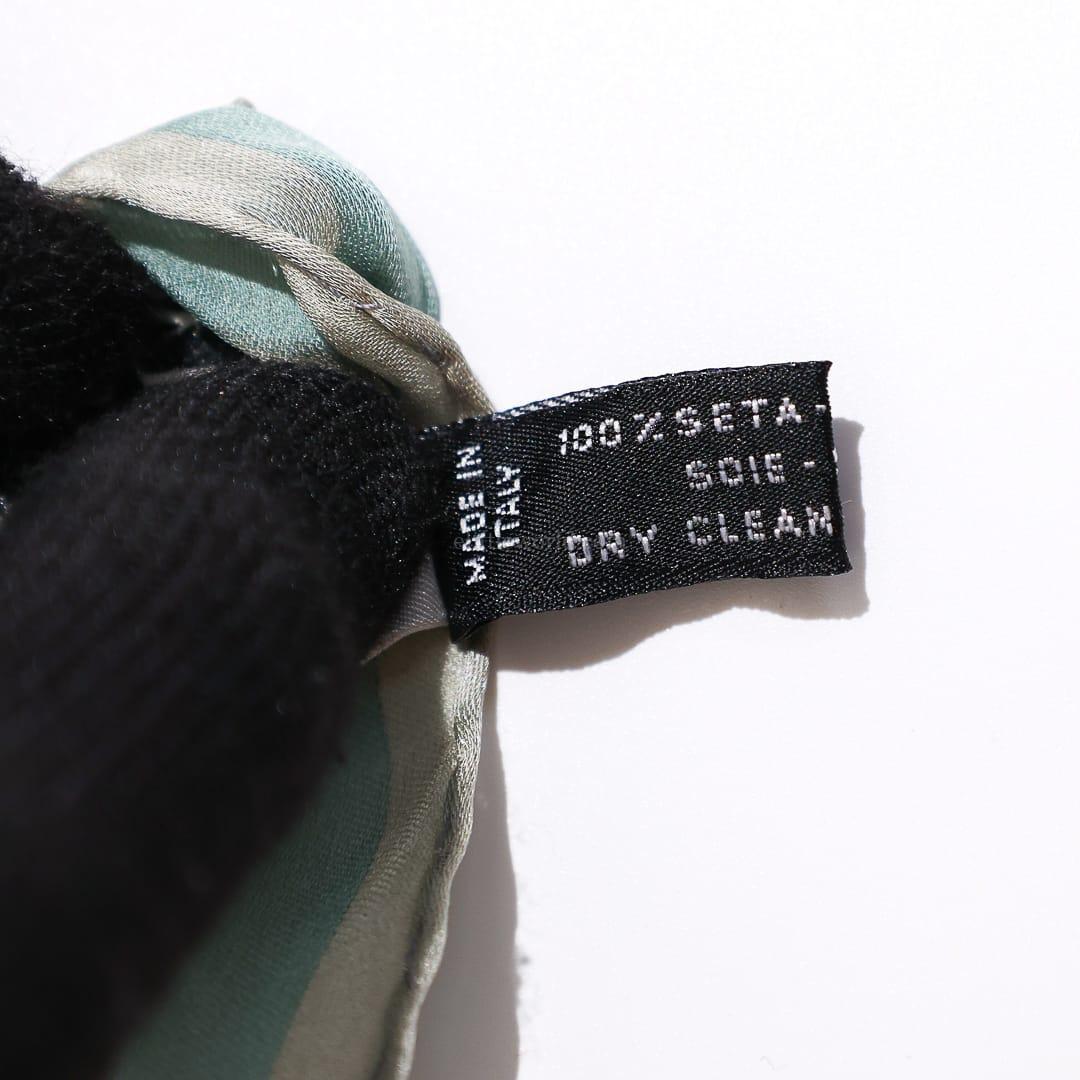 MADE IN
ITALY
100% SETA -
SOIE -
DRY CLEAN